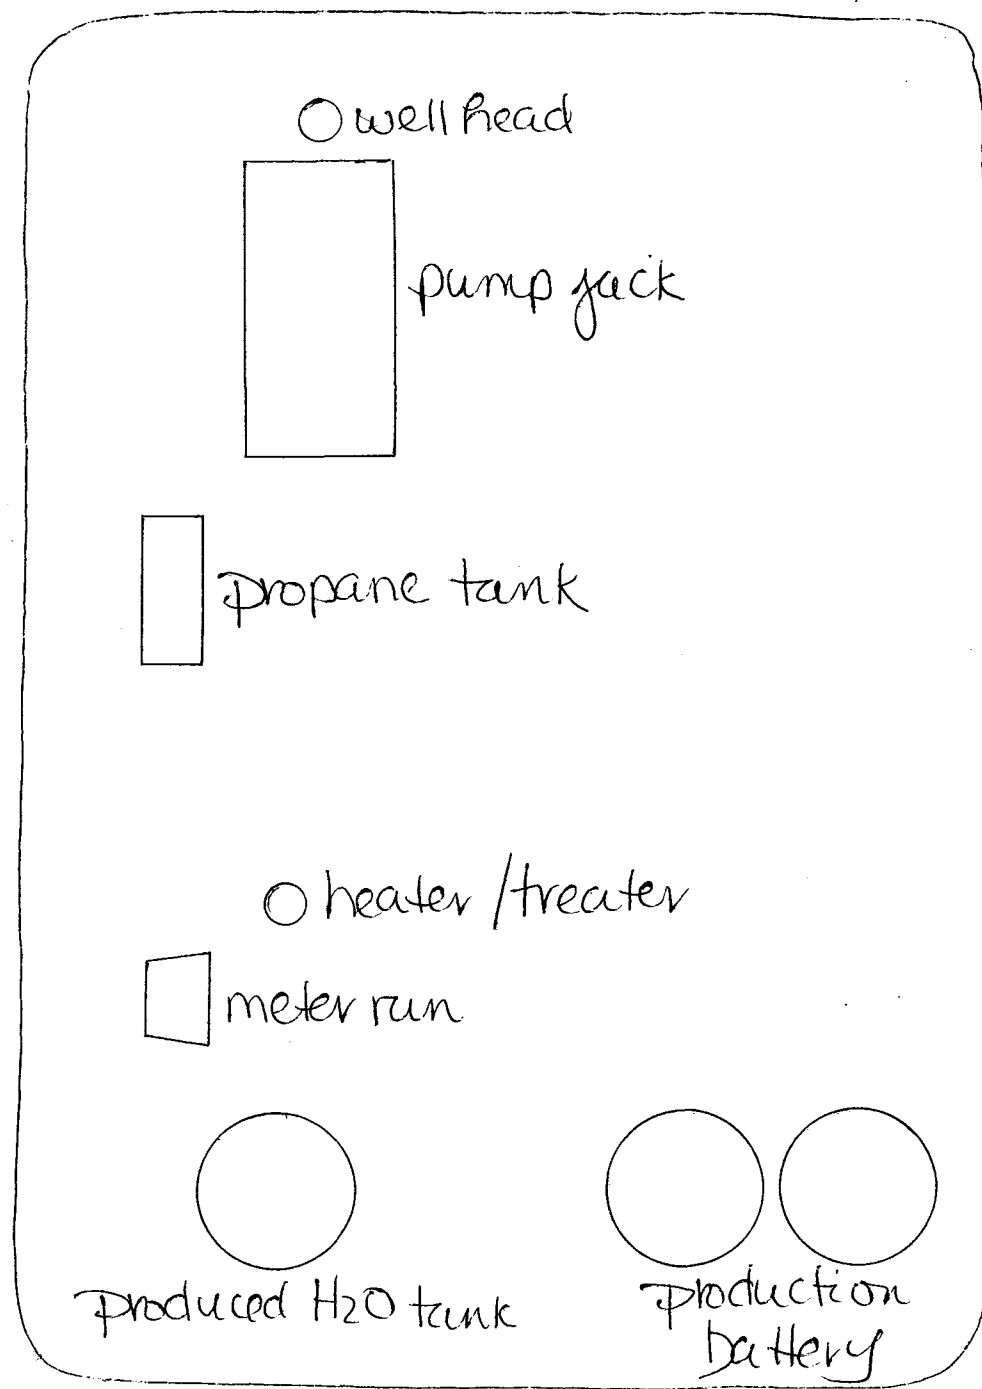 well head
pump jack
propane tank
heater/treater
meter run
produced H2O tank
production
battery